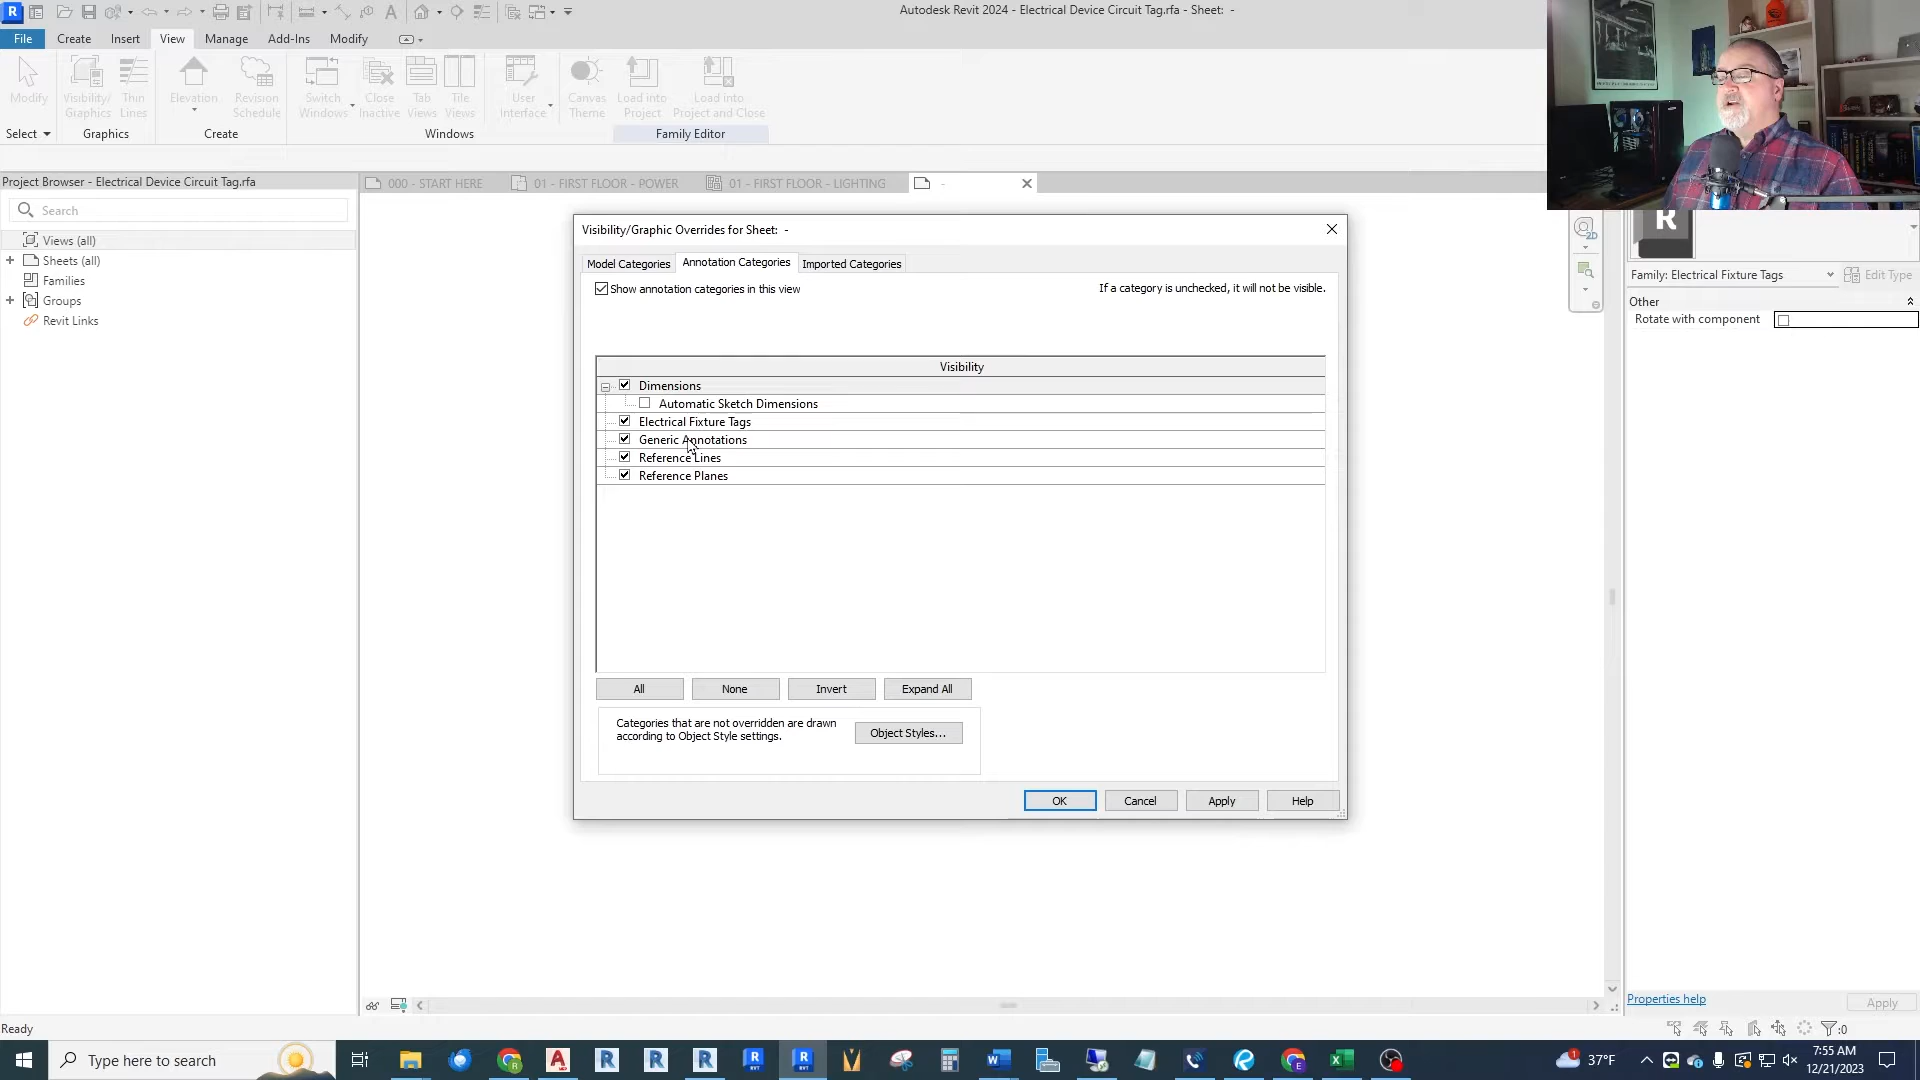 Autodesk Revit 2024 - Electrical Device Circuit Tag.rfa - Sheet: -
File Create Insert View Manage Add-Ins Modify
Modify
Visibility/
Graphics
Thin
Lines
Elevation
Revision
Schedule
Switch
Windows
Close
Inactive
Tab
Views
Tile
Views
User
Interface
Canvas
Theme
Load into
Project
Load into
Project and Close
Select Graphics Create Windows Family Editor
Project Browser - Electrical Device Circuit Tag.rfa
Search
Views (all)
Sheets (all)
Families
Groups
Revit Links
000 - START HERE 01 - FIRST FLOOR - POWER 01 - FIRST FLOOR - LIGHTING -
Visibility/Graphic Overrides for Sheet: -
Model Categories Annotation Categories Imported Categories
Show annotation categories in this view If a category is unchecked, it will not be visible.
Visibility
Dimensions
Automatic Sketch Dimensions
Electrical Fixture Tags
Generic Annotations
Reference Lines
Reference Planes
All None Invert Expand All
Categories that are not overridden are drawn
according to Object Style settings.
Object Styles...
OK Cancel Apply Help
2D
R
Family: Electrical Fixture Tags Edit Type
Other
Rotate with component
Properties help Apply
Ready
:0
Type here to search
37°F
7:55 AM
12/21/2023